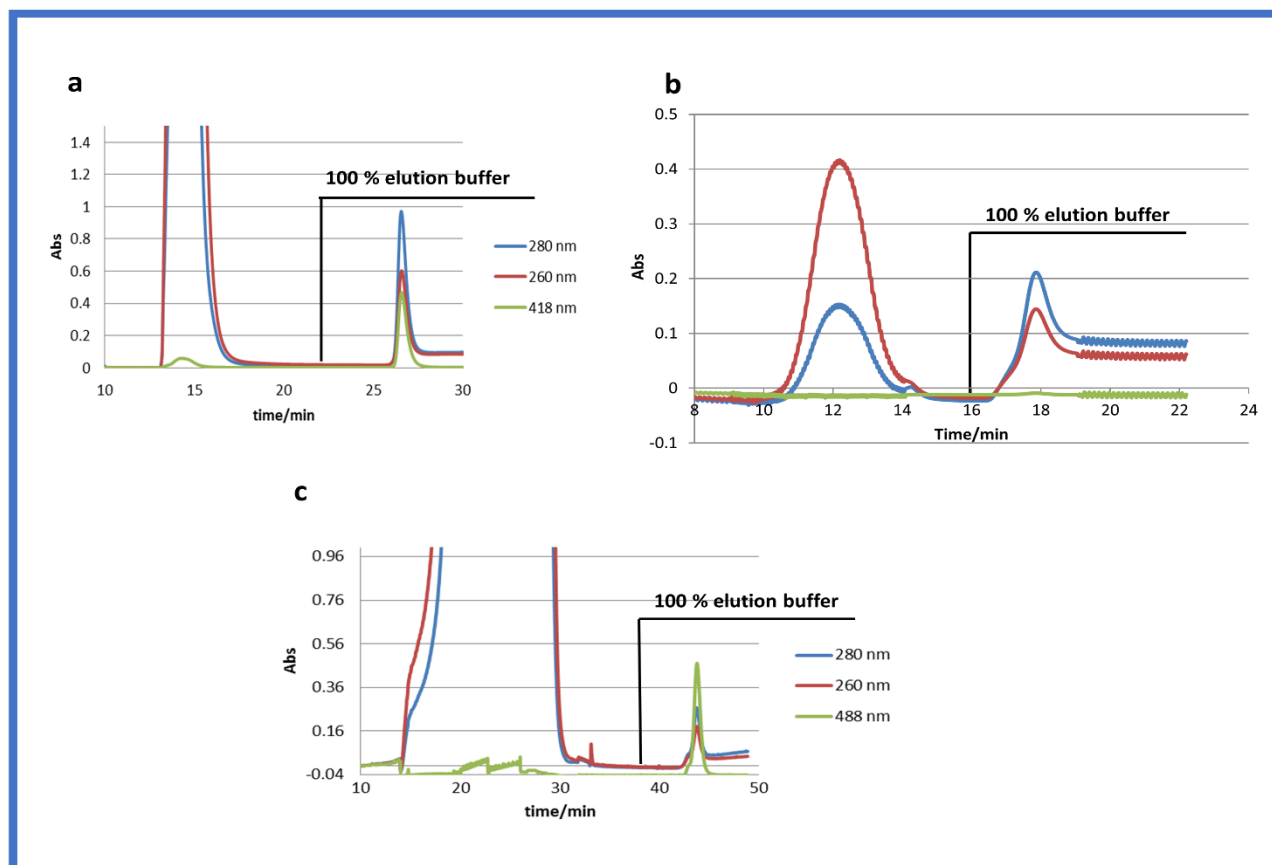 a
1.4
1.2
1
0.8
0.6
0.4
0.2
0
Abs
10 15 20 25 30
time/min
100 % elution buffer
280 nm
260 nm
418 nm
b
0.5
0.4
0.3
0.2
0.1
0
-0.1
Abs
8 10 12 14 16 18 20 22 24
Time/min
100 % elution buffer
c
0.96
0.76
0.56
0.36
0.16
-0.04
Abs
10 20 30 40 50
time/min
100 % elution buffer
280 nm
260 nm
488 nm